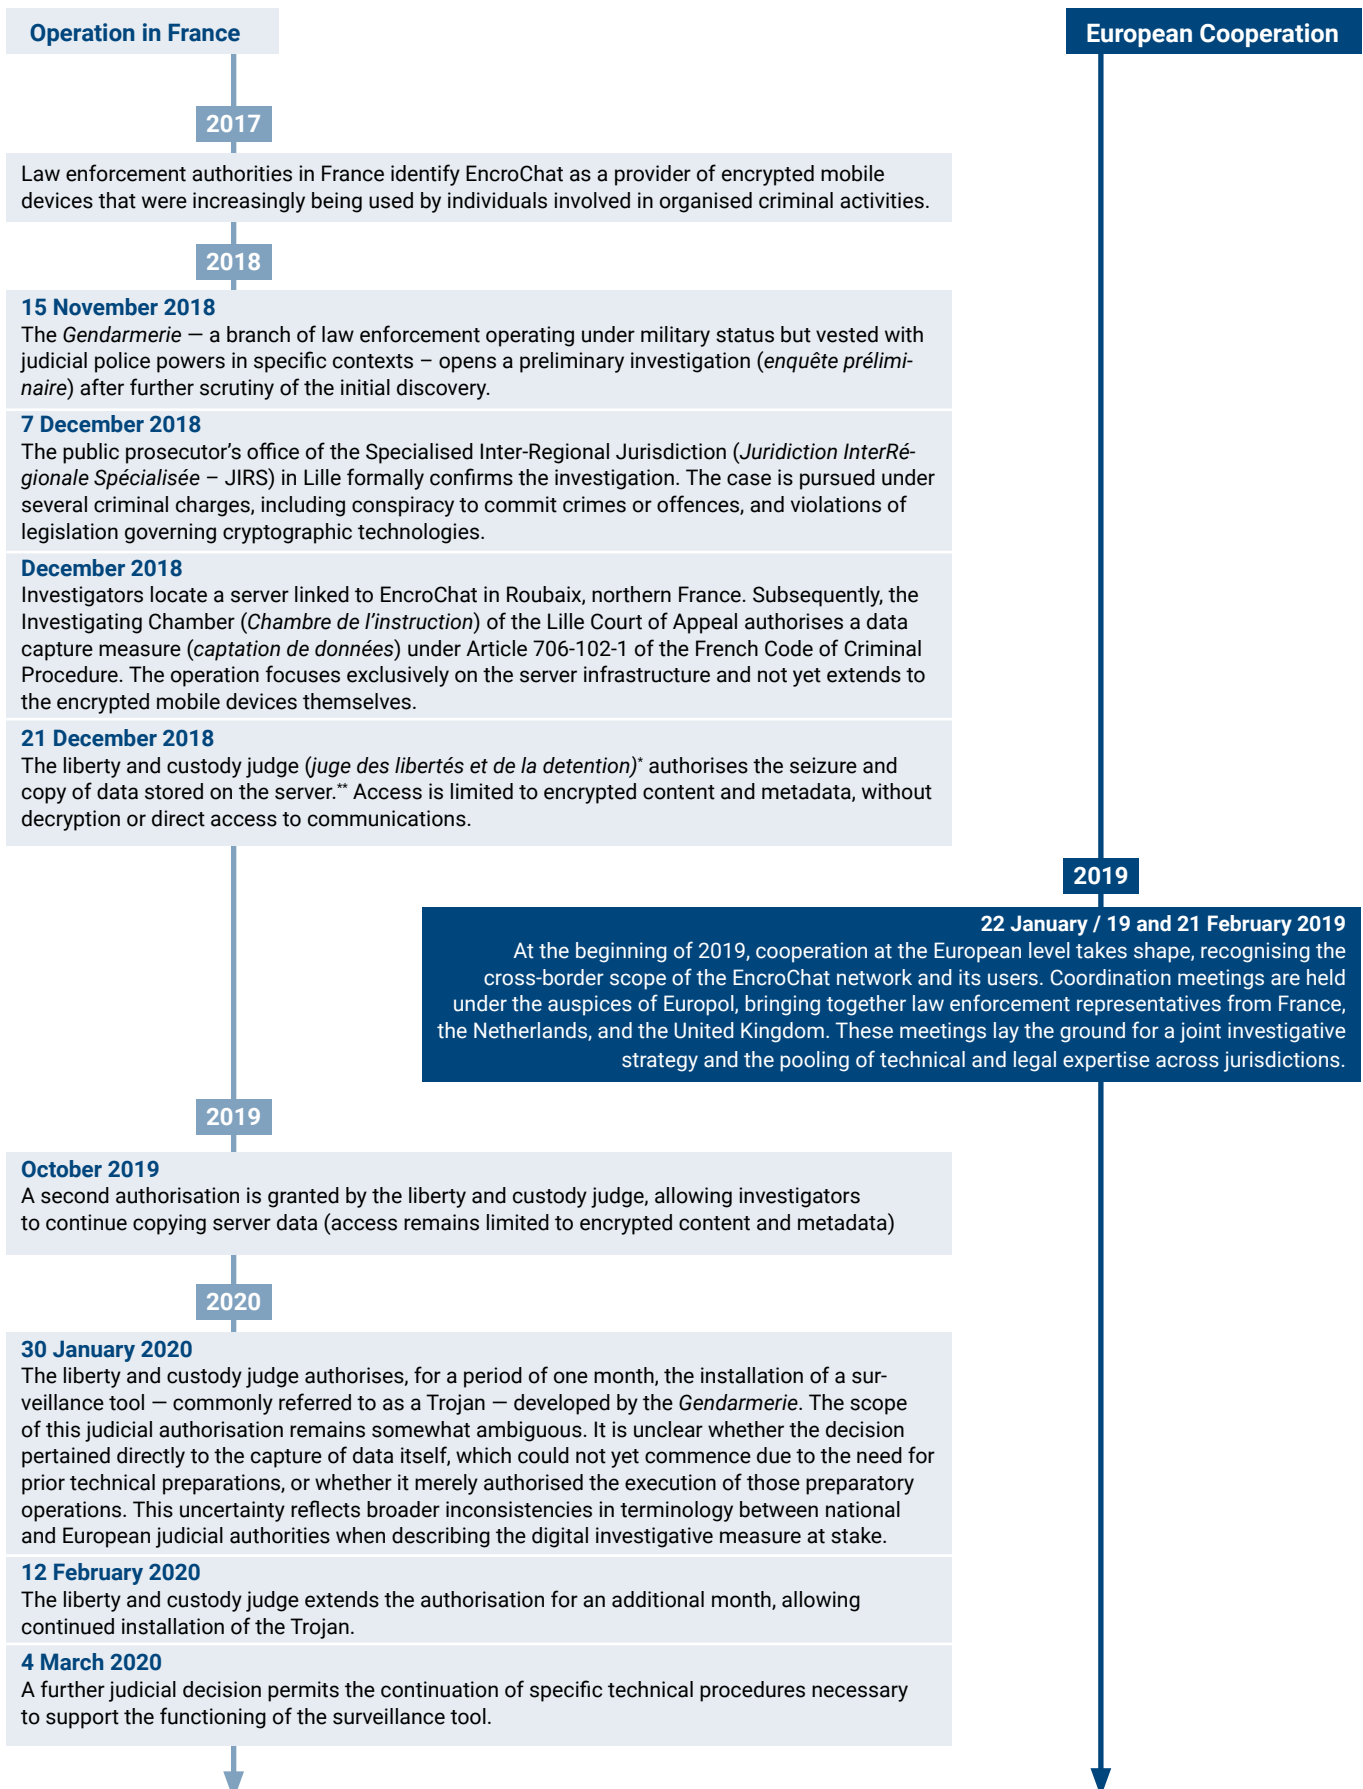 Operation in France
European Cooperation
2017
Law enforcement authorities in France identify EncroChat as a provider of encrypted mobile
devices that were increasingly being used by individuals involved in organised criminal activities.
2018
15 November 2018
The Gendarmerie — a branch of law enforcement operating under military status but vested with
judicial police powers in specific contexts – opens a preliminary investigation (enquête prélimi-
naire) after further scrutiny of the initial discovery.
7 December 2018
The public prosecutor's office of the Specialised Inter-Regional Jurisdiction (Juridiction InterRé-
gionale Spécialisée – JIRS) in Lille formally confirms the investigation. The case is pursued under
several criminal charges, including conspiracy to commit crimes or offences, and violations of
legislation governing cryptographic technologies.
December 2018
Investigators locate a server linked to EncroChat in Roubaix, northern France. Subsequently, the
Investigating Chamber (Chambre de l'instruction) of the Lille Court of Appeal authorises a data
capture measure (captation de données) under Article 706-102-1 of the French Code of Criminal
Procedure. The operation focuses exclusively on the server infrastructure and not yet extends to
the encrypted mobile devices themselves.
21 December 2018
The liberty and custody judge (juge des libertés et de la detention)* authorises the seizure and
copy of data stored on the server.** Access is limited to encrypted content and metadata, without
decryption or direct access to communications.
2019
22 January / 19 and 21 February 2019
At the beginning of 2019, cooperation at the European level takes shape, recognising the
cross-border scope of the EncroChat network and its users. Coordination meetings are held
under the auspices of Europol, bringing together law enforcement representatives from France,
the Netherlands, and the United Kingdom. These meetings lay the ground for a joint investigative
strategy and the pooling of technical and legal expertise across jurisdictions.
2019
October 2019
A second authorisation is granted by the liberty and custody judge, allowing investigators
to continue copying server data (access remains limited to encrypted content and metadata)
2020
30 January 2020
The liberty and custody judge authorises, for a period of one month, the installation of a sur-
veillance tool — commonly referred to as a Trojan — developed by the Gendarmerie. The scope
of this judicial authorisation remains somewhat ambiguous. It is unclear whether the decision
pertained directly to the capture of data itself, which could not yet commence due to the need for
prior technical preparations, or whether it merely authorised the execution of those preparatory
operations. This uncertainty reflects broader inconsistencies in terminology between national
and European judicial authorities when describing the digital investigative measure at stake.
12 February 2020
The liberty and custody judge extends the authorisation for an additional month, allowing
continued installation of the Trojan.
4 March 2020
A further judicial decision permits the continuation of specific technical procedures necessary
to support the functioning of the surveillance tool.